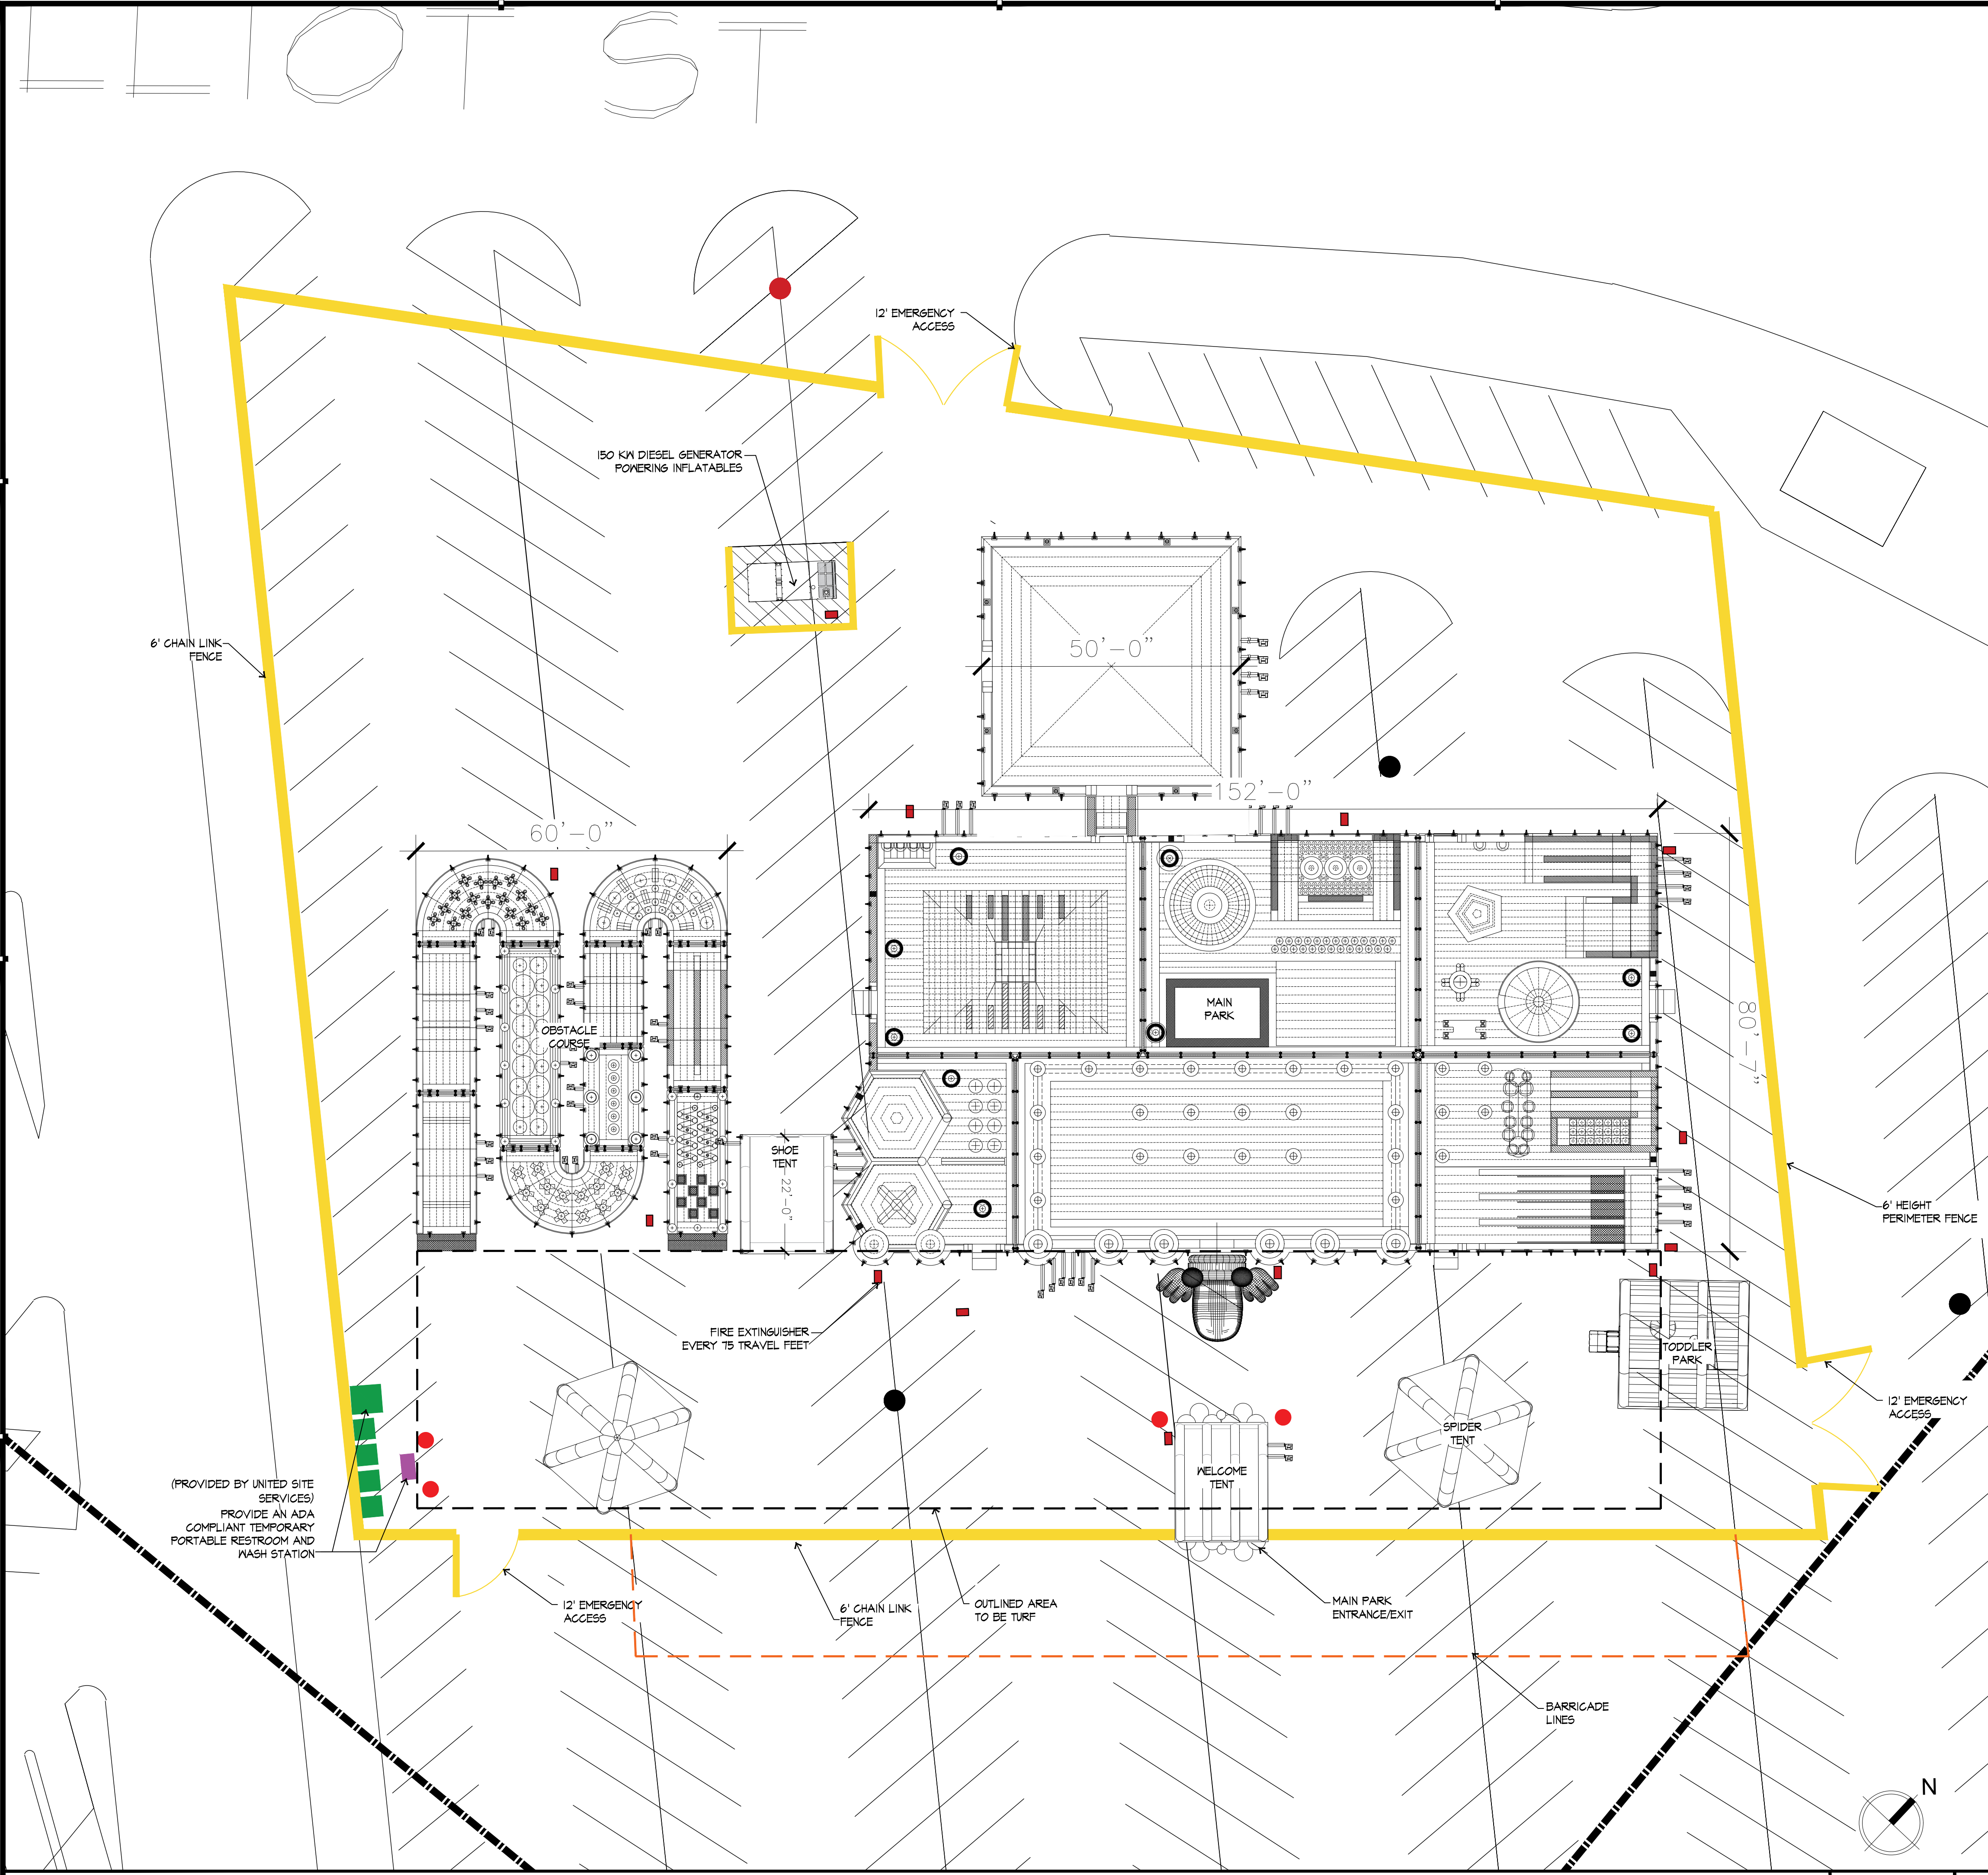 LLIOT ST
12' EMERGENCY
ACCESS
150 KW DIESEL GENERATOR
POWERING INFLATABLES
6' CHAIN LINK
FENCE
50'-0"
152'-0"
60'-0"
MAIN
PARK
OBSTACLE
COURSE
80'-7"
SHOE
TENT
22'-0"
6' HEIGHT
PERIMETER FENCE
FIRE EXTINGUISHER
EVERY 75 TRAVEL FEET
TODDLER
PARK
12' EMERGENCY
ACCESS
SPIDER
TENT
WELCOME
TENT
(PROVIDED BY UNITED SITE
SERVICES)
PROVIDE AN ADA
COMPLIANT TEMPORARY
PORTABLE RESTROOM AND
WASH STATION
12' EMERGENCY
ACCESS
6' CHAIN LINK
FENCE
OUTLINED AREA
TO BE TURF
MAIN PARK
ENTRANCE/EXIT
BARRICADE
LINES
N